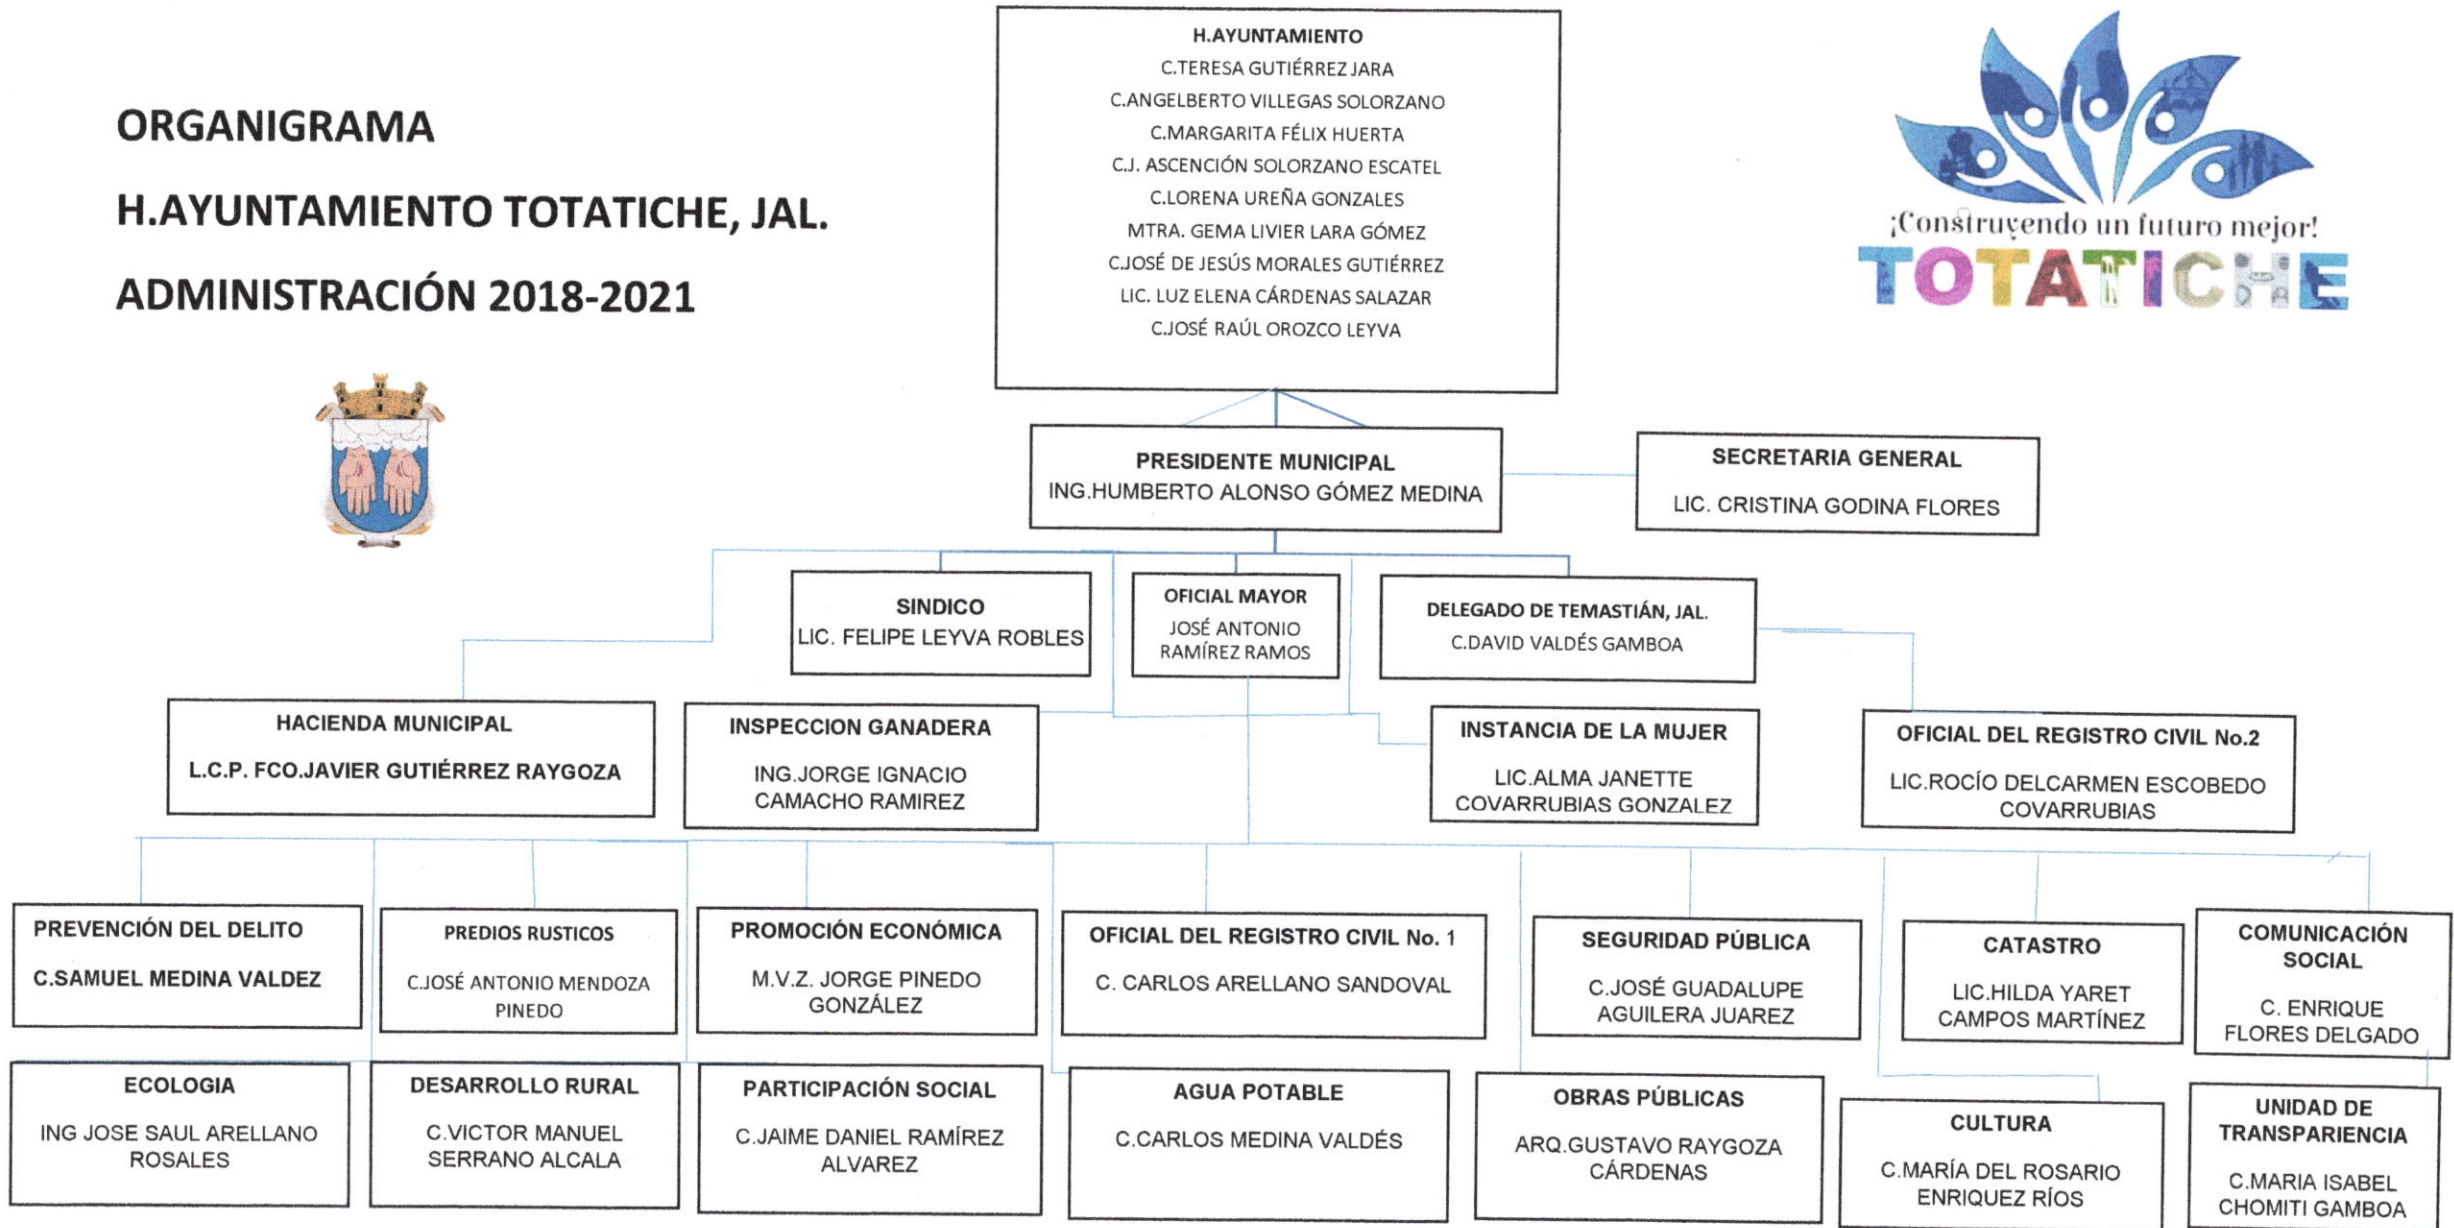 ORGANIGRAMA
H.AYUNTAMIENTO TOTATICHE, JAL.
ADMINISTRACIÓN 2018-2021
H.AYUNTAMIENTO
C.TERESA GUTIÉRREZ JARA
C.ANGELBERTO VILLEGAS SOLORZANO
C.MARGARITA FÉLIX HUERTA
C.J. ASCENCIÓN SOLORZANO ESCATEL
C.LORENA UREÑA GONZALES
MTRA. GEMA LIVIER LARA GÓMEZ
C.JOSÉ DE JESÚS MORALES GUTIÉRREZ
LIC. LUZ ELENA CÁRDENAS SALAZAR
C.JOSÉ RAÚL OROZCO LEYVA
¡Construyendo un futuro mejor!
TOTATICHE
PRESIDENTE MUNICIPAL
ING.HUMBERTO ALONSO GÓMEZ MEDINA
SECRETARIA GENERAL
LIC. CRISTINA GODINA FLORES
SINDICO
LIC. FELIPE LEYVA ROBLES
OFICIAL MAYOR
JOSÉ ANTONIO
RAMÍREZ RAMOS
DELEGADO DE TEMASTIÁN, JAL.
C.DAVID VALDÉS GAMBOA
HACIENDA MUNICIPAL
L.C.P. FCO.JAVIER GUTIÉRREZ RAYGOZA
INSPECCION GANADERA
ING.JORGE IGNACIO
CAMACHO RAMIREZ
INSTANCIA DE LA MUJER
LIC.ALMA JANETTE
COVARRUBIAS GONZALEZ
OFICIAL DEL REGISTRO CIVIL No.2
LIC.ROCÍO DELCARMEN ESCOBEDO
COVARRUBIAS
PREVENCIÓN DEL DELITO
C.SAMUEL MEDINA VALDEZ
PREDIOS RUSTICOS
C.JOSÉ ANTONIO MENDOZA
PINEDO
PROMOCIÓN ECONÓMICA
M.V.Z. JORGE PINEDO
GONZÁLEZ
OFICIAL DEL REGISTRO CIVIL No. 1
C. CARLOS ARELLANO SANDOVAL
SEGURIDAD PÚBLICA
C.JOSÉ GUADALUPE
AGUILERA JUAREZ
CATASTRO
LIC.HILDA YARET
CAMPOS MARTÍNEZ
COMUNICACIÓN
SOCIAL
C. ENRIQUE
FLORES DELGADO
ECOLOGIA
ING JOSE SAUL ARELLANO
ROSALES
DESARROLLO RURAL
C.VICTOR MANUEL
SERRANO ALCALA
PARTICIPACIÓN SOCIAL
C.JAIME DANIEL RAMÍREZ
ALVAREZ
AGUA POTABLE
C.CARLOS MEDINA VALDÉS
OBRAS PÚBLICAS
ARQ.GUSTAVO RAYGOZA
CÁRDENAS
CULTURA
C.MARÍA DEL ROSARIO
ENRIQUEZ RÍOS
UNIDAD DE
TRANSPARIENCIA
C.MARIA ISABEL
CHOMITI GAMBOA